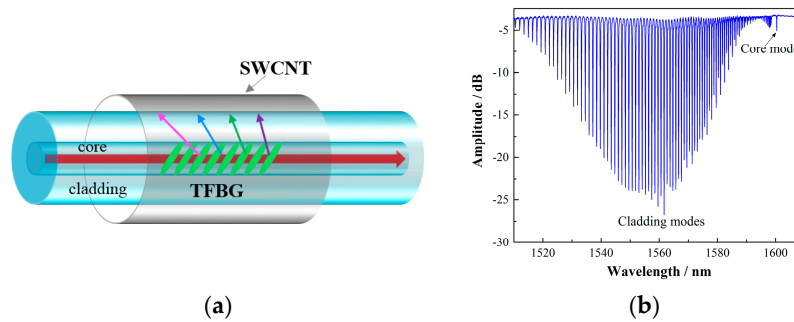 SWCNT
core
cladding
TFBG
(a)
-5
-10
-15
-20
-25
-30
Amplitude / dB
Core mode
Cladding modes
1520
1540
1560
1580
1600
Wavelength / nm
(b)